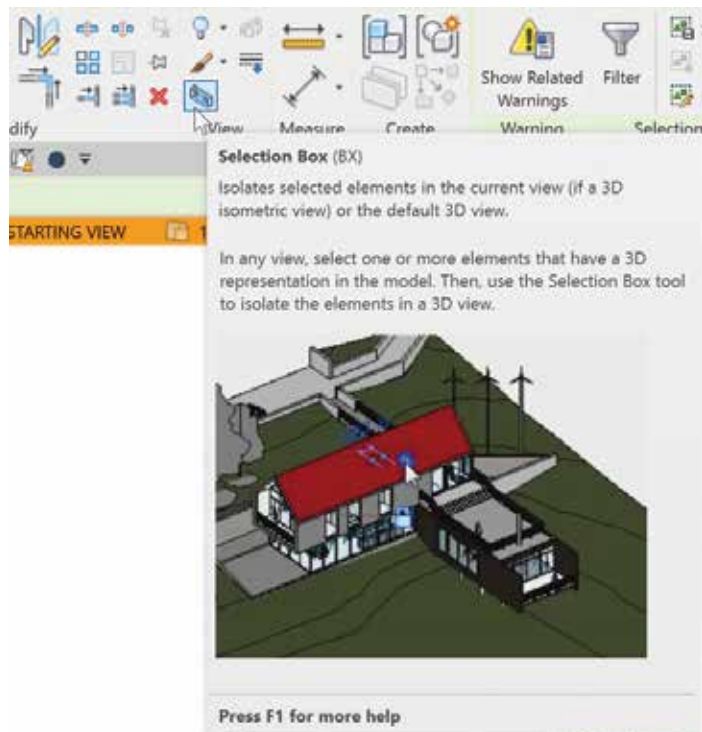 Show Related
Warnings
Filter
dify
View
Measure
Create
Warning
Selection
Selection Box (BX)
Isolates selected elements in the current view (if a 3D
isometric view) or the default 3D view.
STARTING VIEW
1
In any view, select one or more elements that have a 3D
representation in the model. Then, use the Selection Box tool
to isolate the elements in a 3D view.
Press F1 for more help